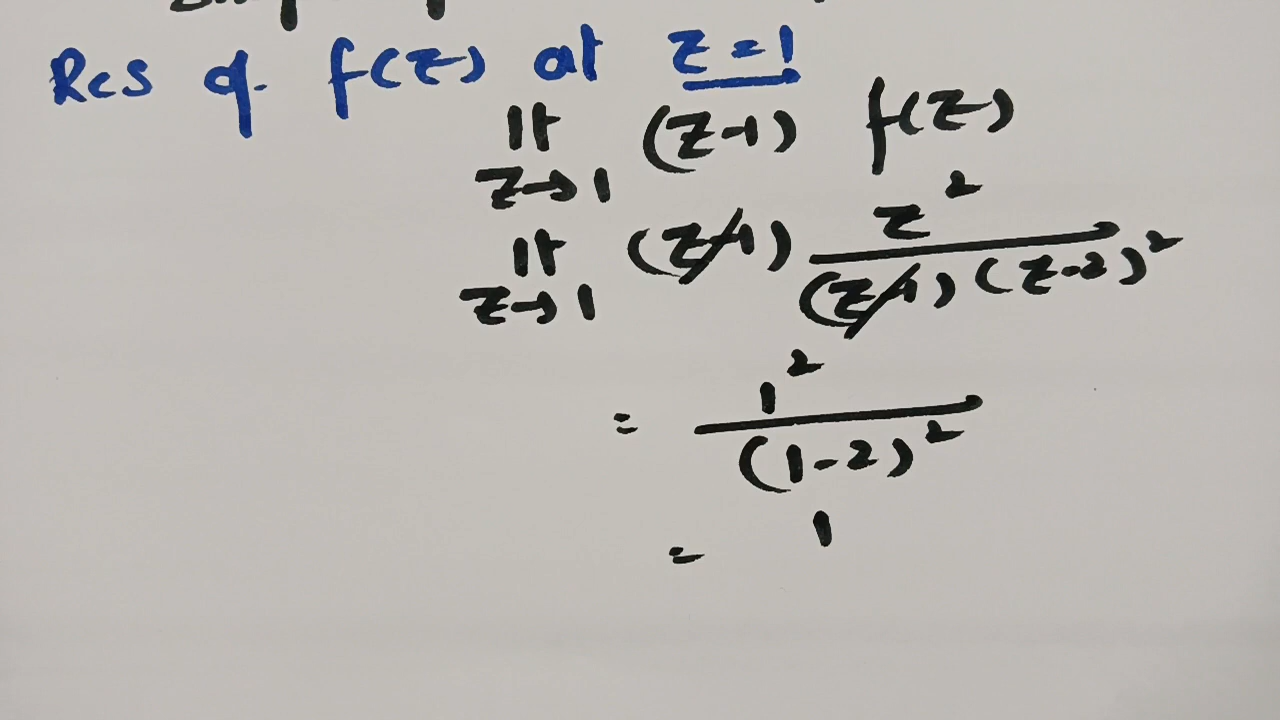 Res of f(z) at z=1
lt (z-1) f(z)
z→1
lt (z-1) z²
z→1 (z-1)(z-2)²
= 1²
(1-2)²
= 1